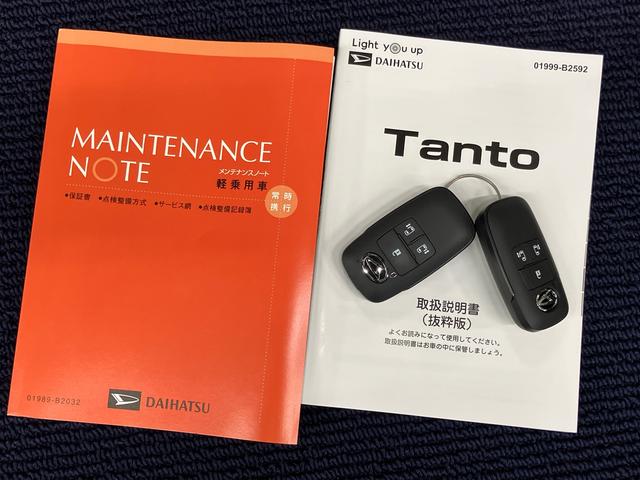 MAINTENANCE
NOTE
メンテナンスノート
軽乗用車
•保証書 •点検整備方式 •サービス網 •点検整備記録簿
常時
携行
01989-B2032
DAIHATSU
Light you up
DAIHATSU
01999-B2592
Tanto
取扱説明書
(抜粋版)
よくお読みになって使用してください。
取扱説明書はお車の中に保管しましょう。